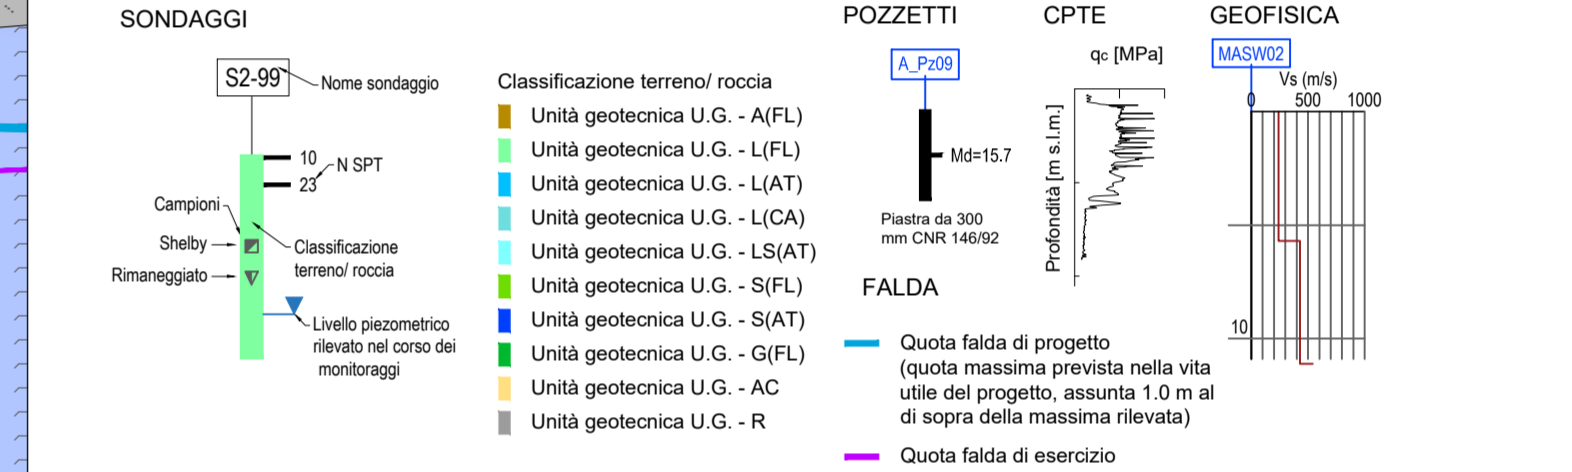 SONDAGGI
S2-99
Nome sondaggio
10
N SPT
23
Campioni
Shelby
Classificazione
terreno/ roccia
Rimaneggiato
Livello piezometrico
rilevato nel corso dei
monitoraggi
Classificazione terreno/ roccia
Unità geotecnica U.G. - A(FL)
Unità geotecnica U.G. - L(FL)
Unità geotecnica U.G. - L(AT)
Unità geotecnica U.G. - L(CA)
Unità geotecnica U.G. - LS(AT)
Unità geotecnica U.G. - S(FL)
Unità geotecnica U.G. - S(AT)
Unità geotecnica U.G. - G(FL)
Unità geotecnica U.G. - AC
Unità geotecnica U.G. - R
POZZETTI
A_Pz09
Md=15.7
Piastra da 300
mm CNR 146/92
CPTE
qc [MPa]
Profondità [m s.l.m.]
GEOFISICA
MASW02
Vs (m/s)
0 500 1000
10
FALDA
Quota falda di progetto
(quota massima prevista nella vita
utile del progetto, assunta 1.0 m al
di sopra della massima rilevata)
Quota falda di esercizio